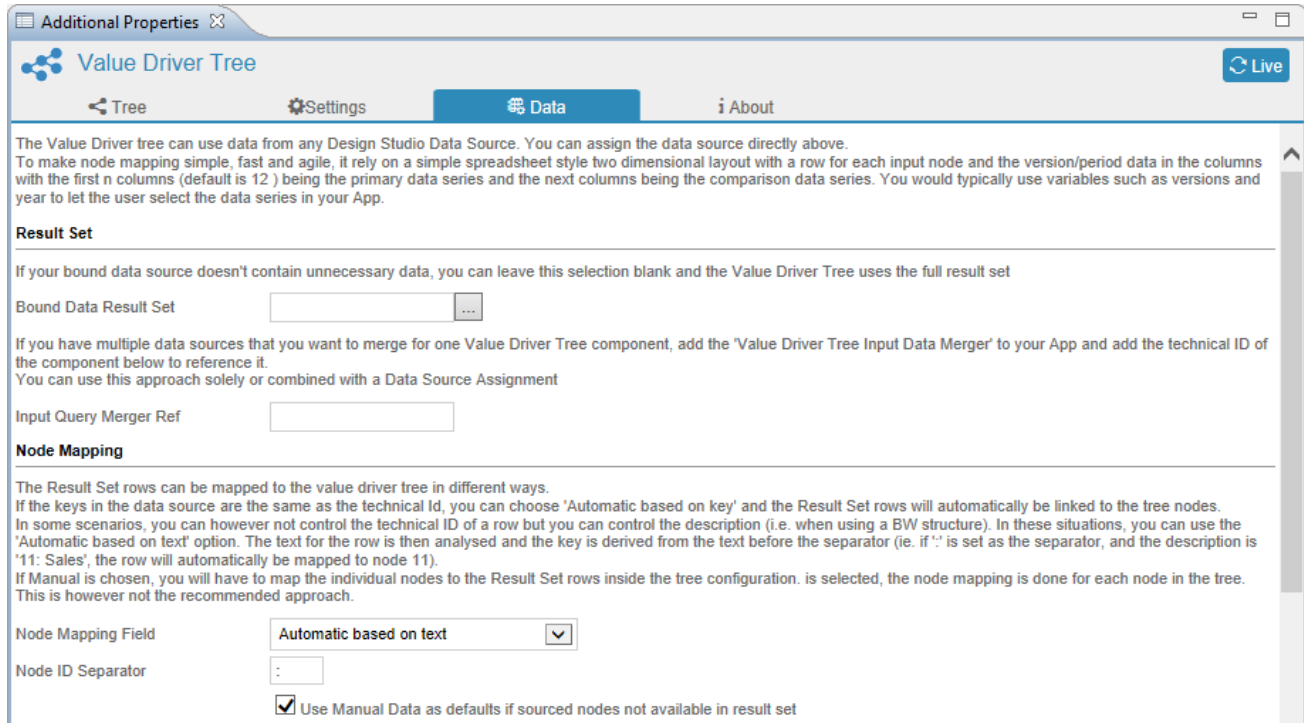 Additional Properties
Value Driver Tree
Live
Tree
Settings
Data
About
The Value Driver tree can use data from any Design Studio Data Source. You can assign the data source directly above.
To make node mapping simple, fast and agile, it rely on a simple spreadsheet style two dimensional layout with a row for each input node and the version/period data in the columns
with the first n columns (default is 12 ) being the primary data series and the next columns being the comparison data series. You would typically use variables such as versions and
year to let the user select the data series in your App.
Result Set
If your bound data source doesn't contain unnecessary data, you can leave this selection blank and the Value Driver Tree uses the full result set
Bound Data Result Set
...
If you have multiple data sources that you want to merge for one Value Driver Tree component, add the 'Value Driver Tree Input Data Merger' to your App and add the technical ID of
the component below to reference it.
You can use this approach solely or combined with a Data Source Assignment
Input Query Merger Ref
Node Mapping
The Result Set rows can be mapped to the value driver tree in different ways.
If the keys in the data source are the same as the technical Id, you can choose 'Automatic based on key' and the Result Set rows will automatically be linked to the tree nodes.
In some scenarios, you can however not control the technical ID of a row but you can control the description (i.e. when using a BW structure). In these situations, you can use the
'Automatic based on text' option. The text for the row is then analysed and the key is derived from the text before the separator (ie. if ':' is set as the separator, and the description is
'11: Sales', the row will automatically be mapped to node 11).
If Manual is chosen, you will have to map the individual nodes to the Result Set rows inside the tree configuration. is selected, the node mapping is done for each node in the tree.
This is however not the recommended approach.
Node Mapping Field
Automatic based on text
Node ID Separator
:
Use Manual Data as defaults if sourced nodes not available in result set